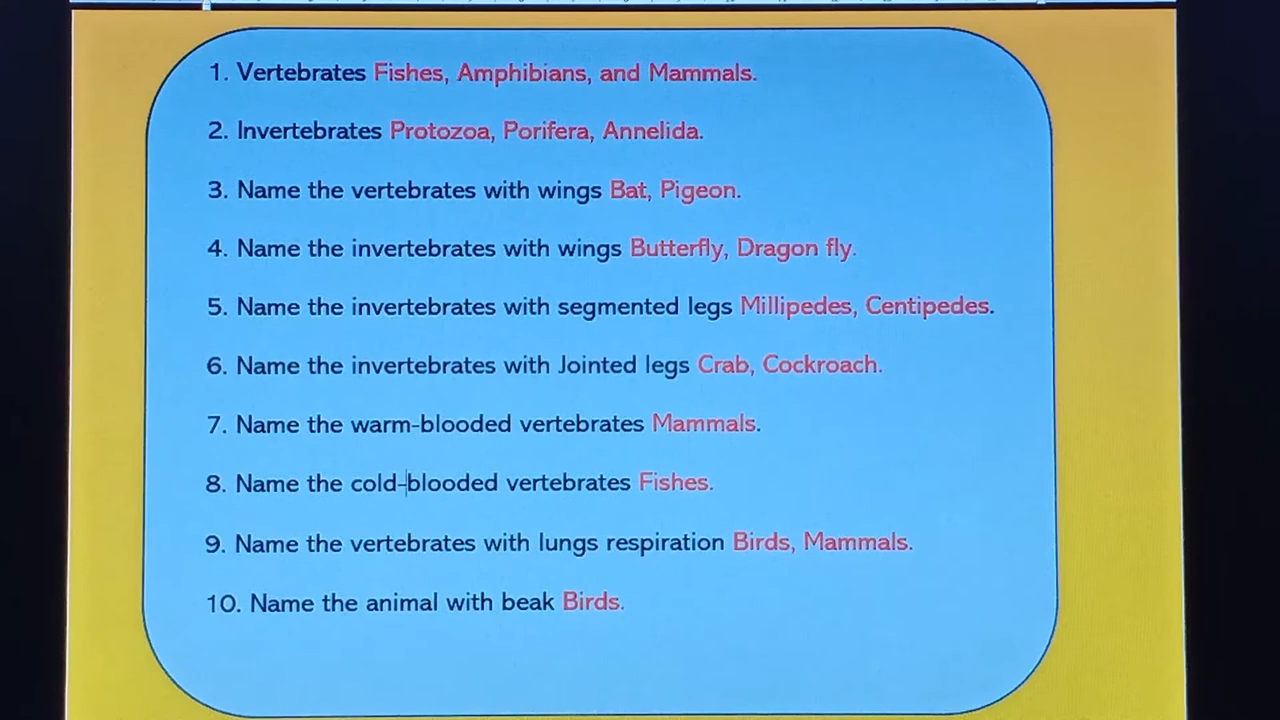 1. Vertebrates Fishes, Amphibians, and Mammals.
2. Invertebrates Protozoa, Porifera, Annelida.
3. Name the vertebrates with wings Bat, Pigeon.
4. Name the invertebrates with wings Butterfly, Dragon fly.
5. Name the invertebrates with segmented legs Millipedes, Centipedes.
6. Name the invertebrates with Jointed legs Crab, Cockroach.
7. Name the warm-blooded vertebrates Mammals.
8. Name the cold-blooded vertebrates Fishes.
9. Name the vertebrates with lungs respiration Birds, Mammals.
10. Name the animal with beak Birds.